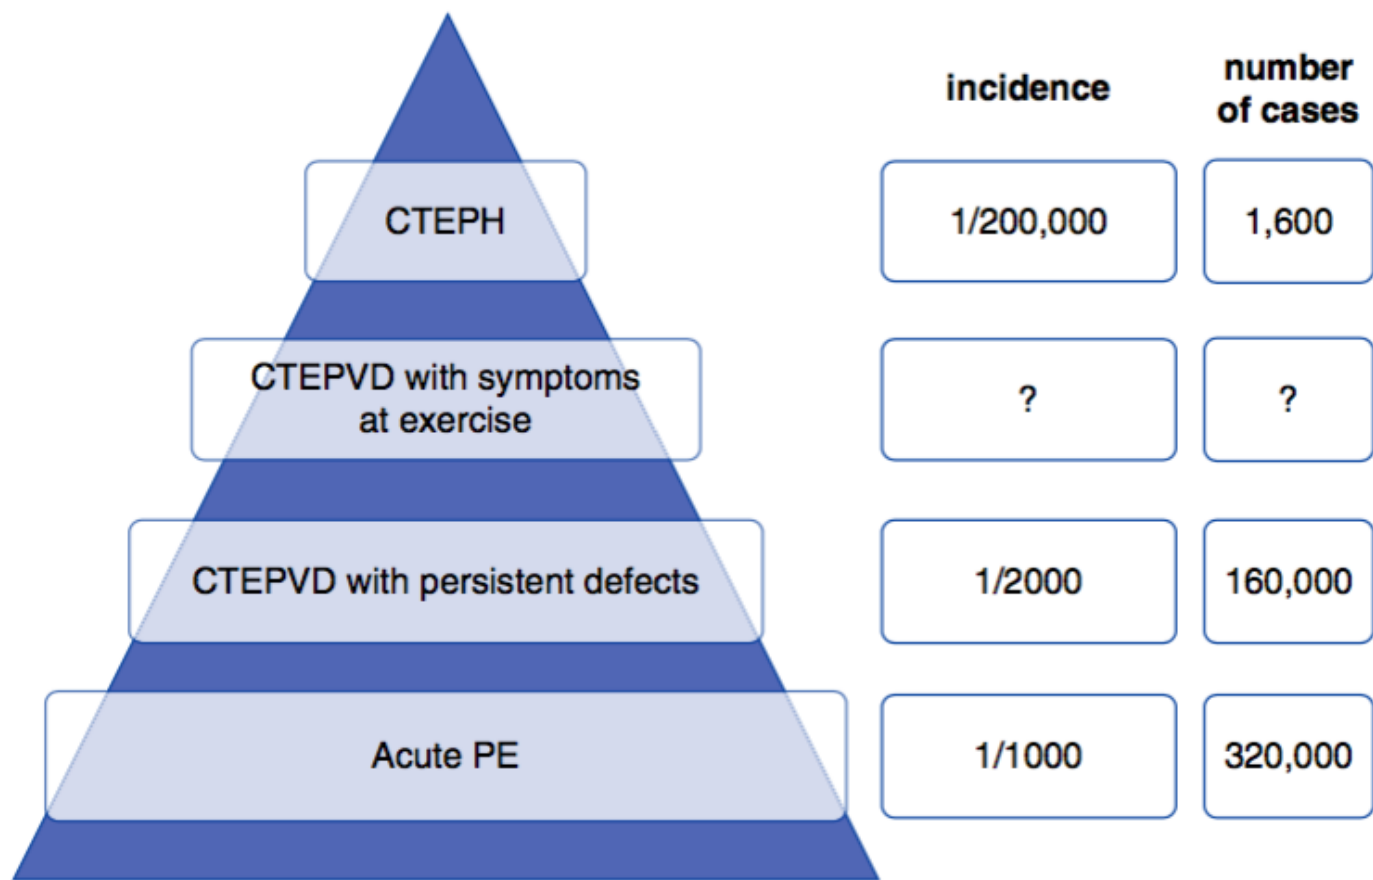 incidence
number
of cases
CTEPH
1/200,000
1,600
CTEPVD with symptoms
at exercise
?
?
CTEPVD with persistent defects
1/2000
160,000
Acute PE
1/1000
320,000